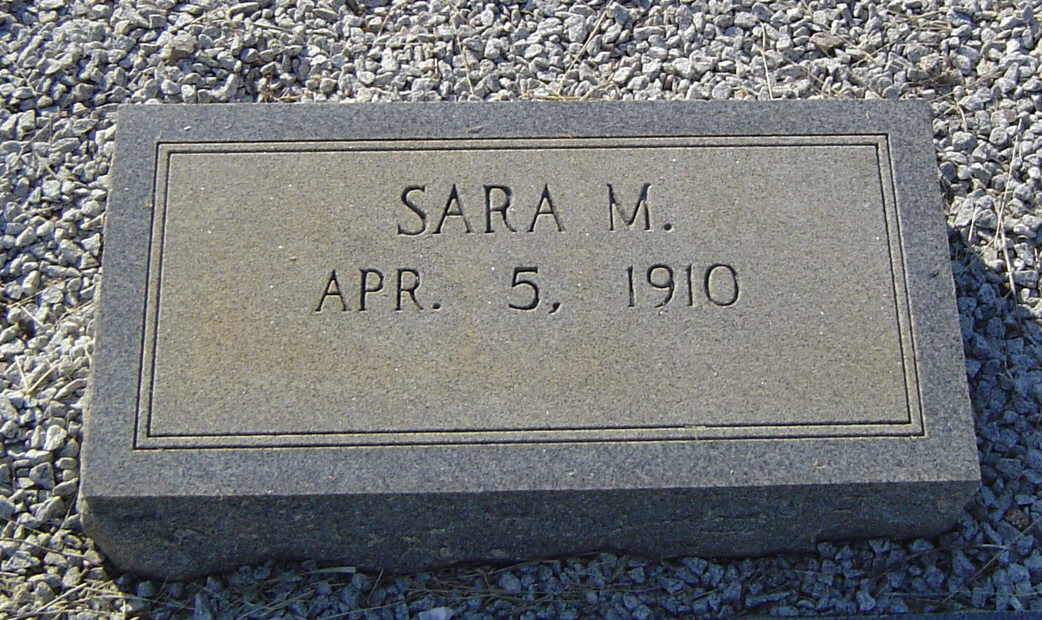 SARA M.
APR. 5, 1910